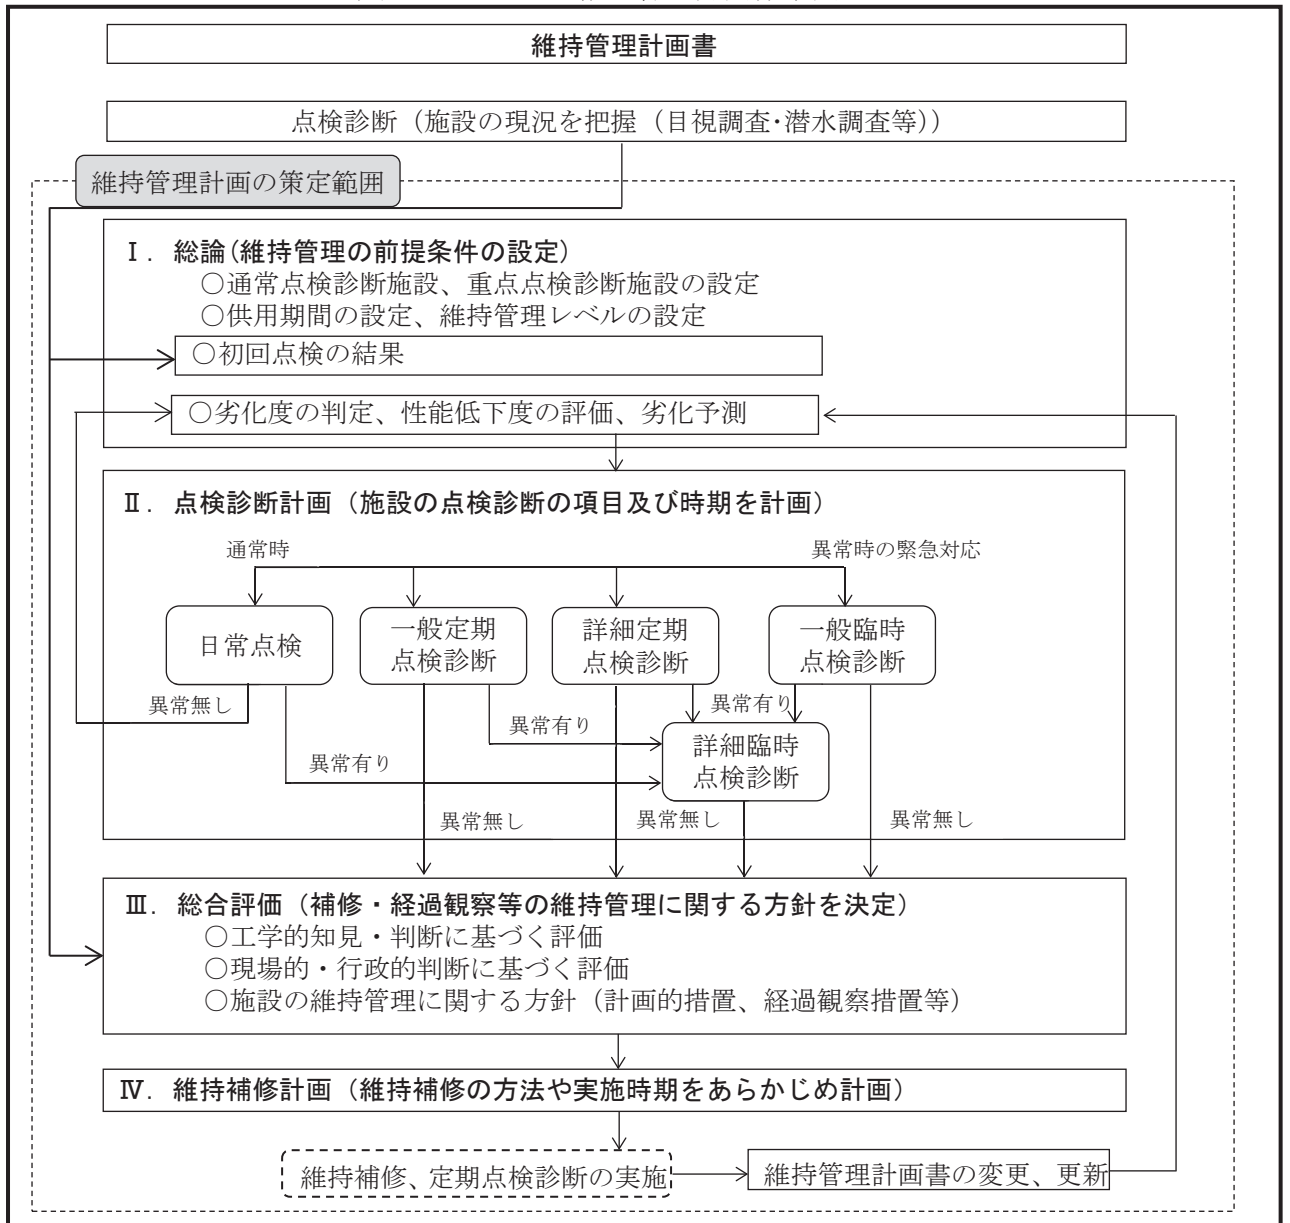 維持管理計画書
点検診断（施設の現況を把握（目視調査･潜水調査等））
維持管理計画の策定範囲
Ⅰ．総論(維持管理の前提条件の設定)
○通常点検診断施設、重点点検診断施設の設定
○供用期間の設定、維持管理レベルの設定
○初回点検の結果
○劣化度の判定、性能低下度の評価、劣化予測
Ⅱ．点検診断計画（施設の点検診断の項目及び時期を計画）
通常時
異常時の緊急対応
日常点検
一般定期
点検診断
詳細定期
点検診断
一般臨時
点検診断
異常無し
異常有り
異常有り
異常有り
詳細臨時
点検診断
異常無し
異常無し
異常無し
Ⅲ．総合評価（補修・経過観察等の維持管理に関する方針を決定）
○工学的知見・判断に基づく評価
○現場的・行政的判断に基づく評価
○施設の維持管理に関する方針（計画的措置、経過観察措置等）
Ⅳ．維持補修計画（維持補修の方法や実施時期をあらかじめ計画）
維持補修、定期点検診断の実施
維持管理計画書の変更、更新